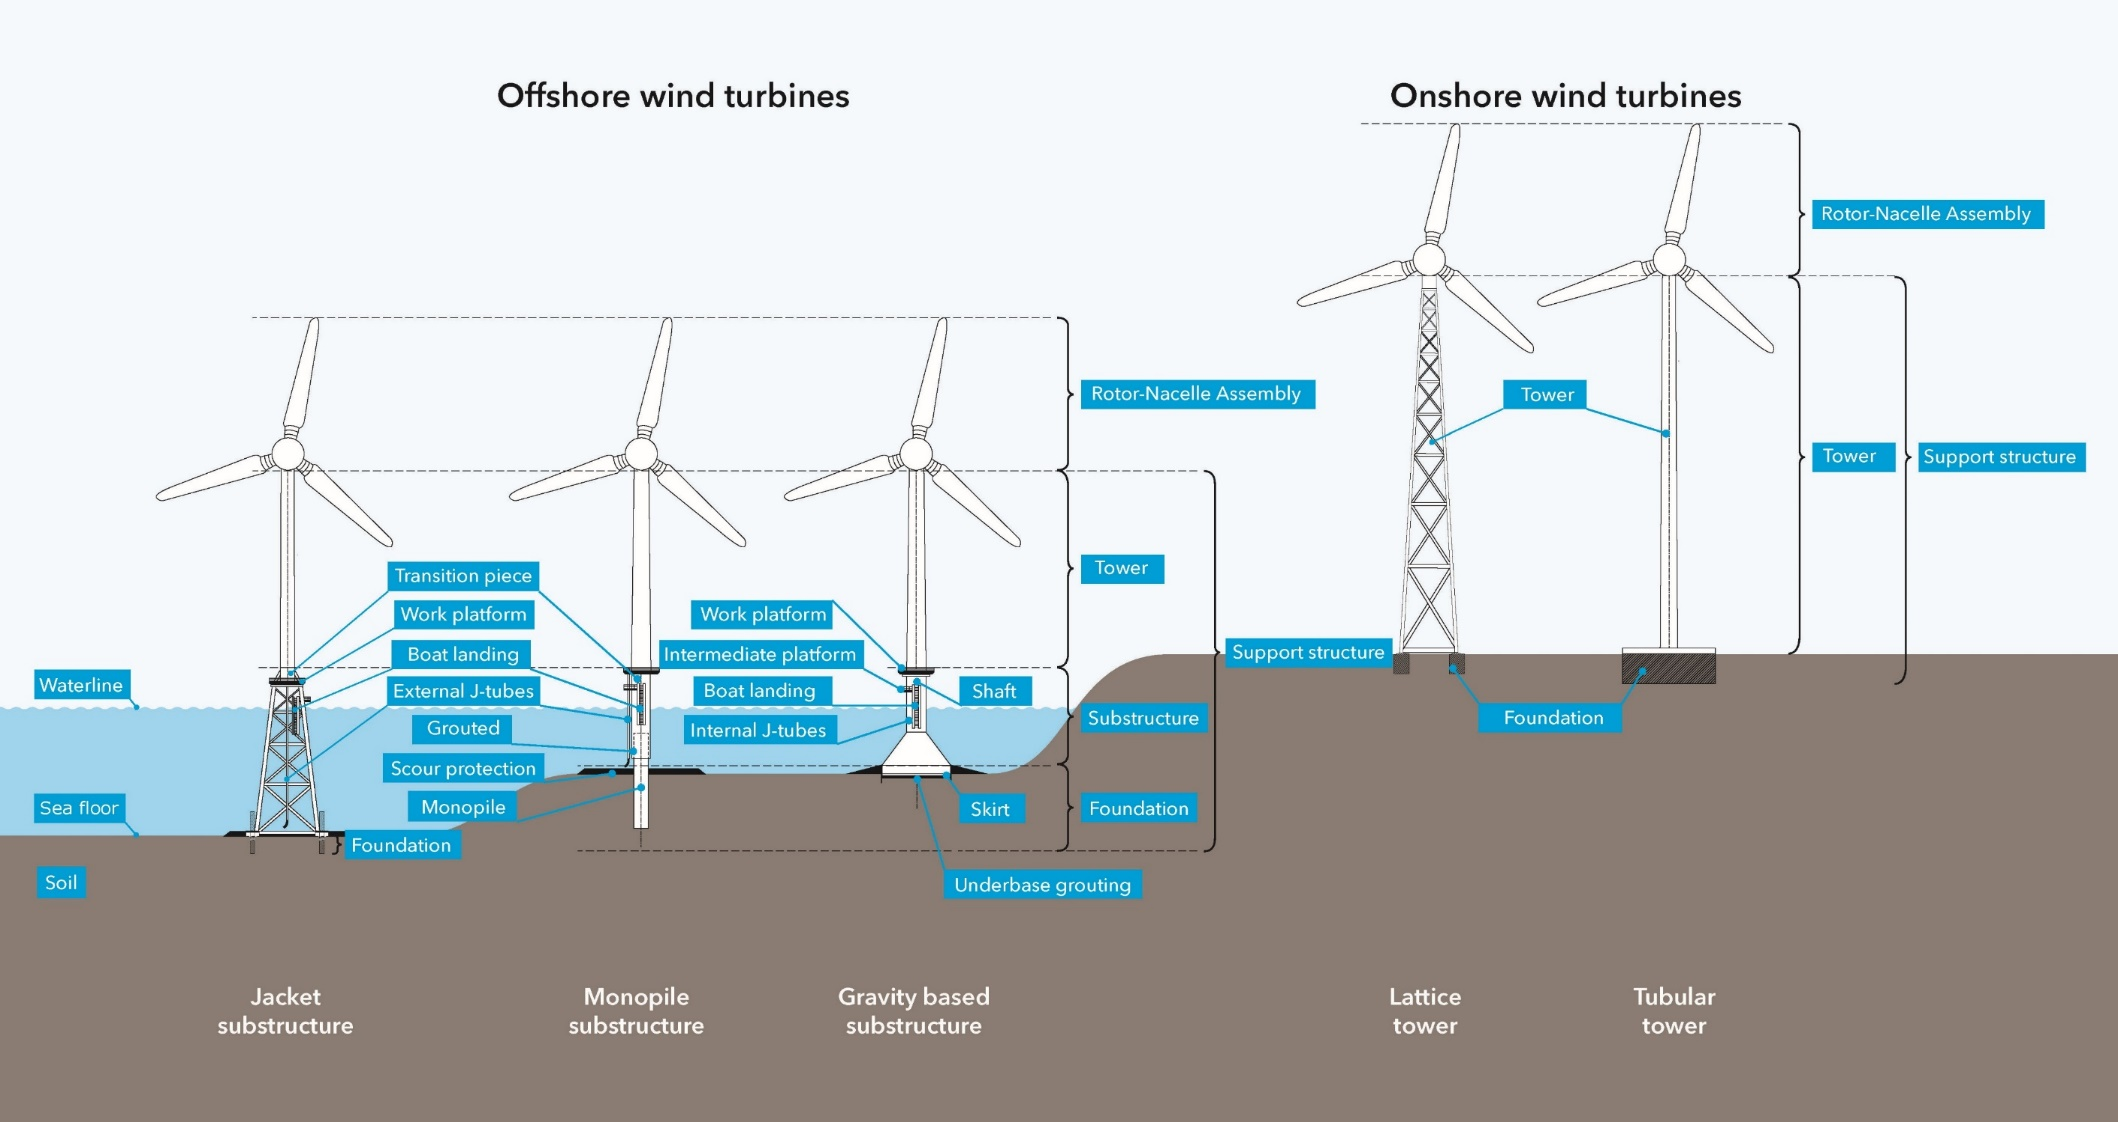 Offshore wind turbines
Onshore wind turbines
Rotor-Nacelle Assembly
Rotor-Nacelle Assembly
Tower
Tower
Support structure
Transition piece
Tower
Work platform
Work platform
Boat landing
Intermediate platform
Support structure
Waterline
External J-tubes
Boat landing
Shaft
Grouted
Internal J-tubes
Substructure
Foundation
Scour protection
Sea floor
Monopile
Skirt
Foundation
Foundation
Soil
Underbase grouting
Jacket
substructure
Monopile
substructure
Gravity based
substructure
Lattice
tower
Tubular
tower